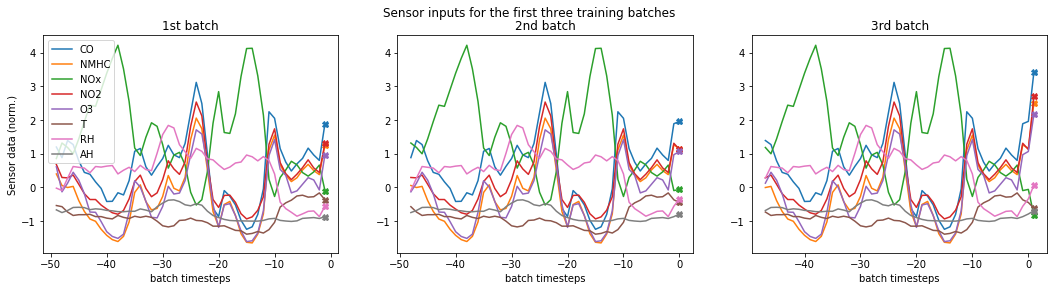 Sensor inputs for the first three training batches
1st batch
2nd batch
3rd batch
Sensor data (norm.)
4
3
2
1
0
−1
CO
NMHC
NOx
NO2
O3
T
RH
AH
−50
−40
−30
−20
−10
0
batch timesteps
4
3
2
1
0
−1
−50
−40
−30
−20
−10
0
batch timesteps
4
3
2
1
0
−1
−40
−30
−20
−10
0
batch timesteps